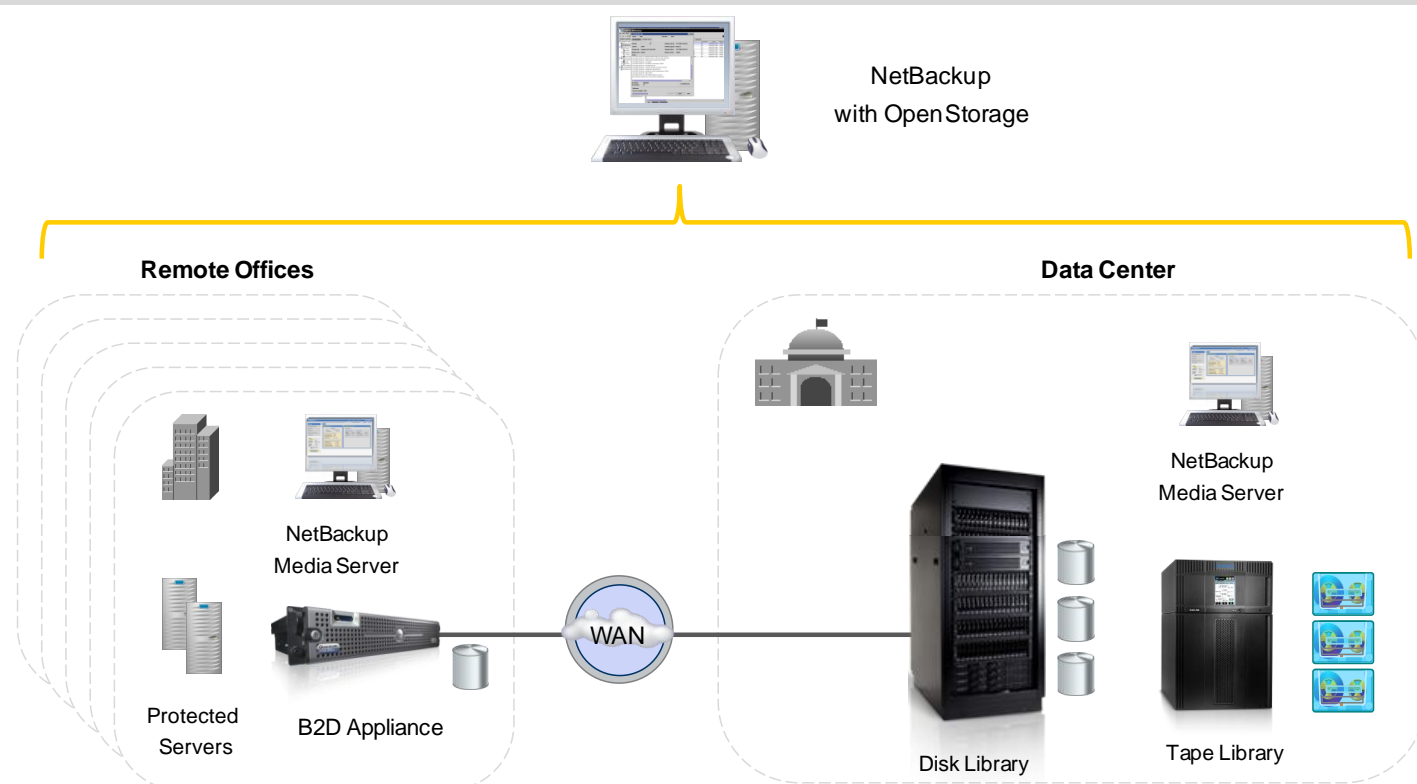 NetBackup
with OpenStorage
Remote Offices
Data Center
NetBackup
Media Server
Protected
Servers
B2D Appliance
WAN
NetBackup
Media Server
Disk Library
Tape Library